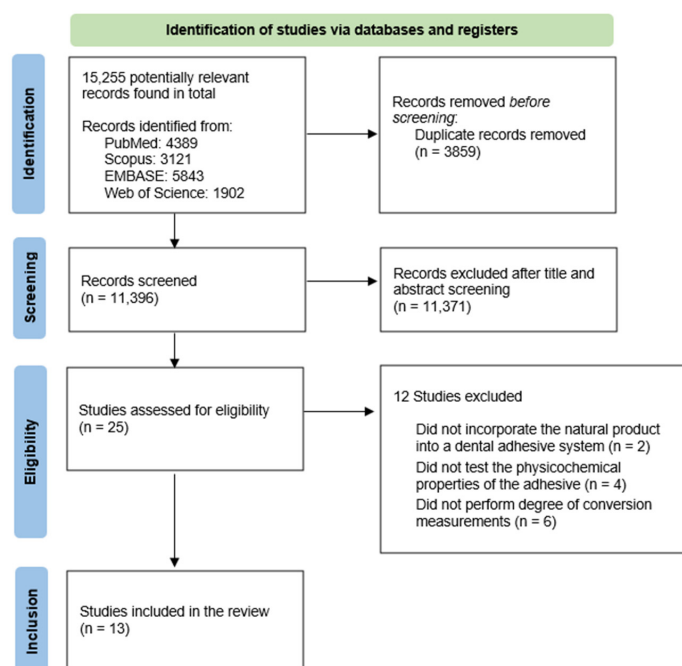 Identification of studies via databases and registers
Identification
15,255 potentially relevant
records found in total
Records identified from:
PubMed: 4389
Scopus: 3121
EMBASE: 5843
Web of Science: 1902
Records removed before
screening:
Duplicate records removed
(n = 3859)
Screening
Records screened
(n = 11,396)
Records excluded after title and
abstract screening
(n = 11,371)
Eligibility
Studies assessed for eligibility
(n = 25)
12 Studies excluded
Did not incorporate the natural product
into a dental adhesive system (n = 2)
Did not test the physicochemical
properties of the adhesive (n = 4)
Did not perform degree of conversion
measurements (n = 6)
Inclusion
Studies included in the review
(n = 13)